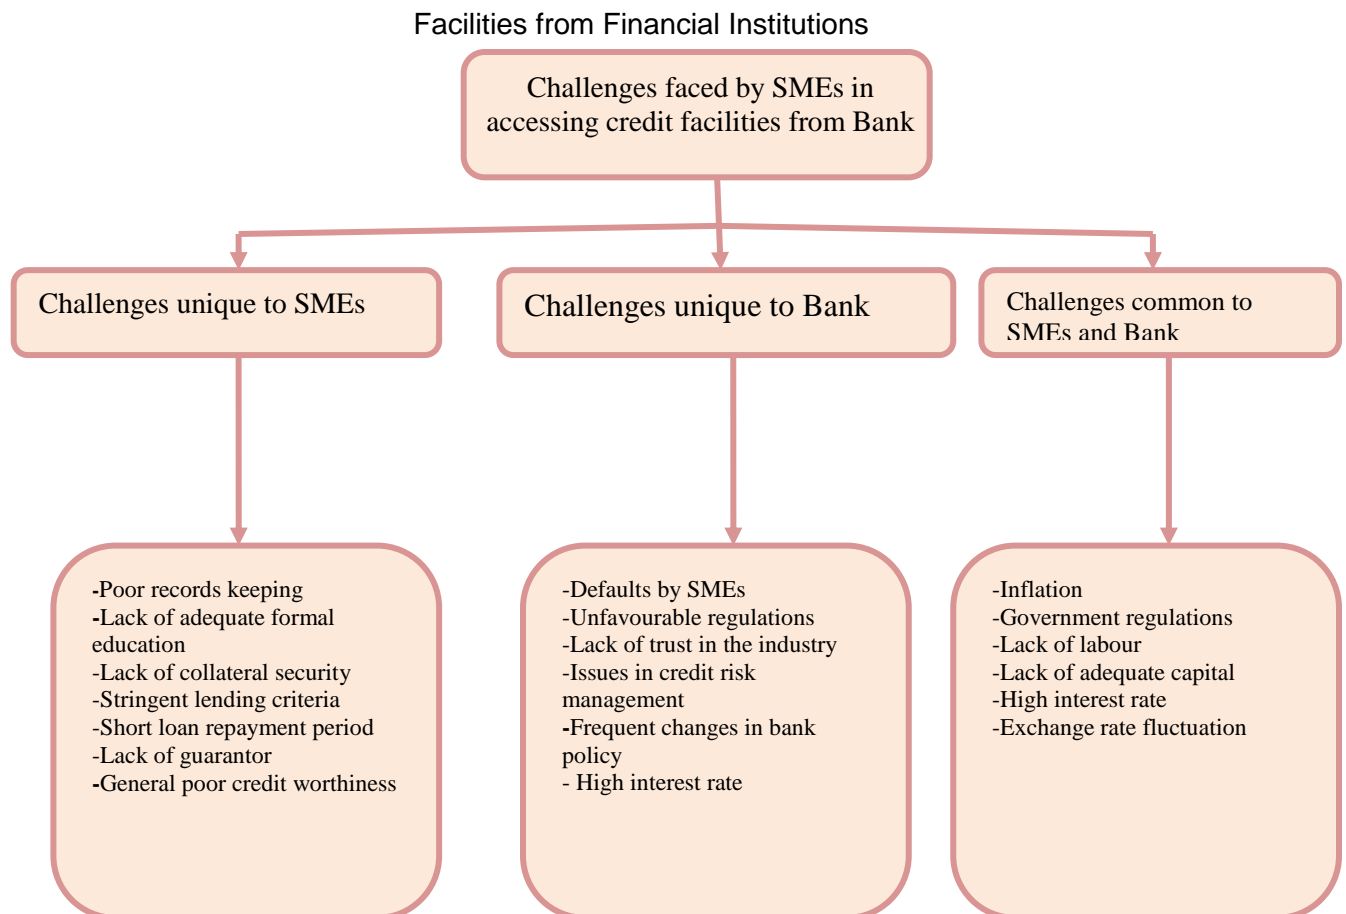 Facilities from Financial Institutions
Challenges faced by SMEs in
accessing credit facilities from Bank
Challenges unique to SMEs
Challenges unique to Bank
Challenges common to
SMEs and Bank
-Poor records keeping
-Lack of adequate formal
education
-Lack of collateral security
-Stringent lending criteria
-Short loan repayment period
-Lack of guarantor
-General poor credit worthiness
-Defaults by SMEs
-Unfavourable regulations
-Lack of trust in the industry
-Issues in credit risk
management
-Frequent changes in bank
policy
- High interest rate
-Inflation
-Government regulations
-Lack of labour
-Lack of adequate capital
-High interest rate
-Exchange rate fluctuation